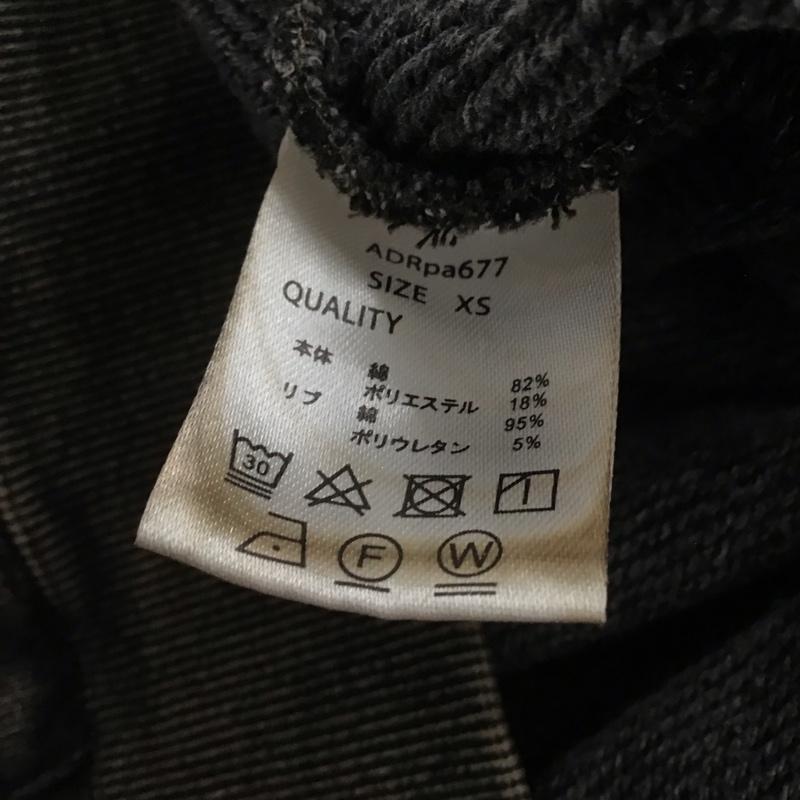 ADRpa677
SIZE XS
QUALITY
本体 綿 82%
ポリエステル 18%
リブ 綿 95%
ポリウレタン 5%
30
F W